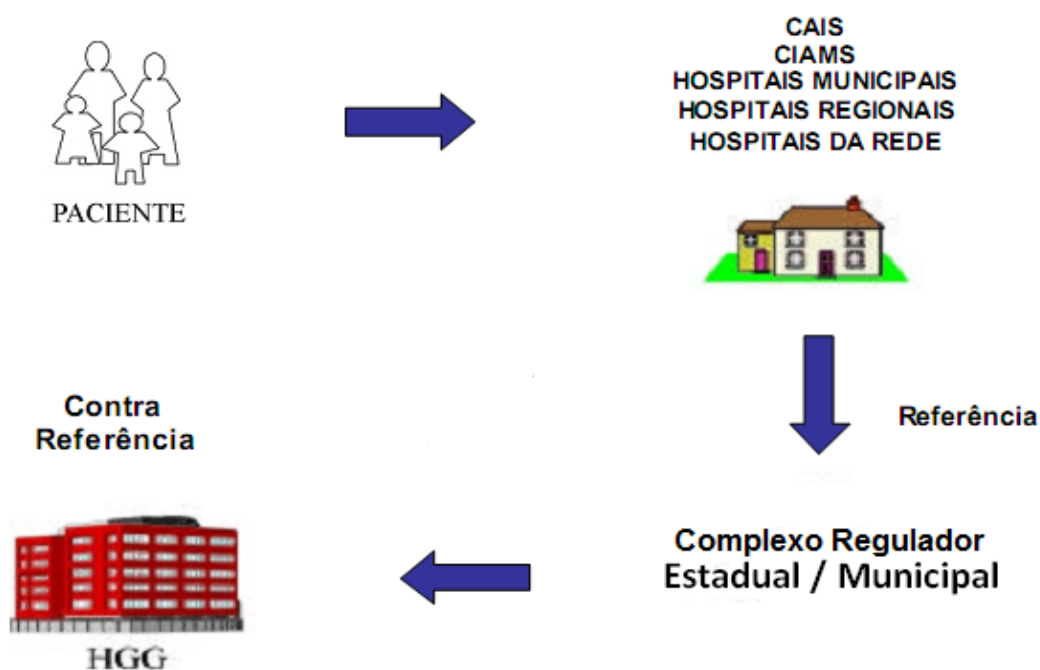 PACIENTE
CAIS
CIAMS
HOSPITAIS MUNICIPAIS
HOSPITAIS REGIONAIS
HOSPITAIS DA REDE
Referência
Complexo Regulador
Estadual / Municipal
Contra
Referência
HGG